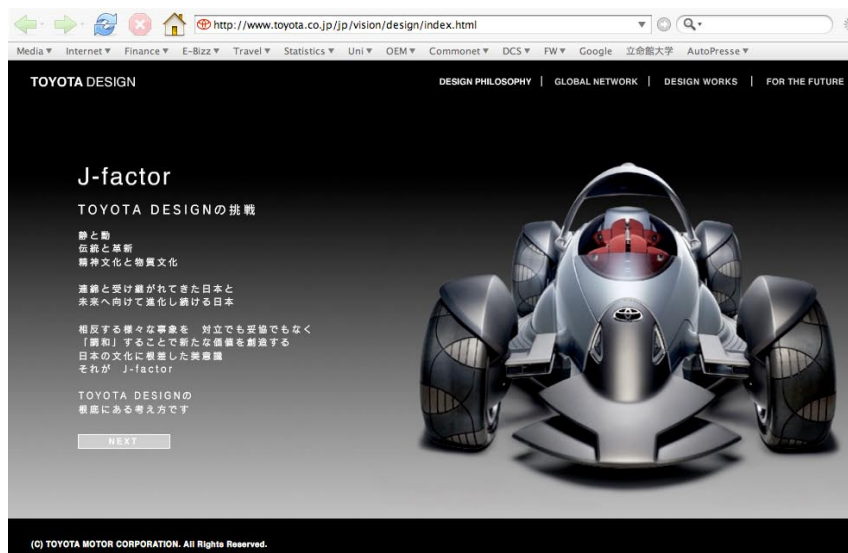 http://www.toyota.co.jp/jp/vision/design/index.html
Media Internet Finance E-Bizz Travel Statistics Uni OEM Commonet DCS FW Google 立命館大学 AutoPresse
TOYOTA DESIGN
DESIGN PHILOSOPHY | GLOBAL NETWORK | DESIGN WORKS | FOR THE FUTURE
J-factor
TOYOTA DESIGNの挑戦
静と動
伝統と革新
精神文化と物質文化
連綿と受け継がれてきた日本と
未来へ向けて進化し続ける日本
相反する様々な事象を 対立でも妥協でもなく
「調和」することで新たな価値を創造する
日本の文化に根差した美意識
それが J-factor
TOYOTA DESIGNの
根底にある考え方です
NEXT
(C) TOYOTA MOTOR CORPORATION. All Rights Reserved.